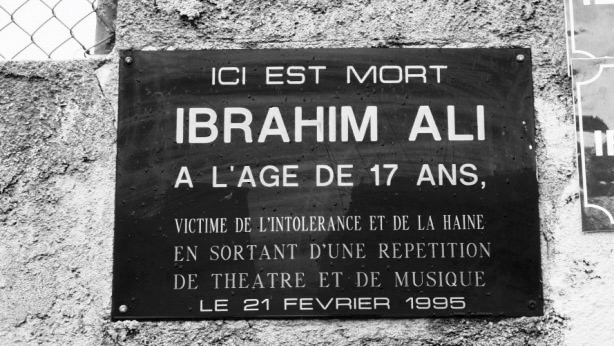 ICI EST MORT
IBRAHIM ALI
A L'AGE DE 17 ANS,
VICTIME DE L'INTOLERANCE ET DE LA HAINE
EN SORTANT D'UNE REPETITION
DE THEATRE ET DE MUSIQUE
LE 21 FEVRIER 1995